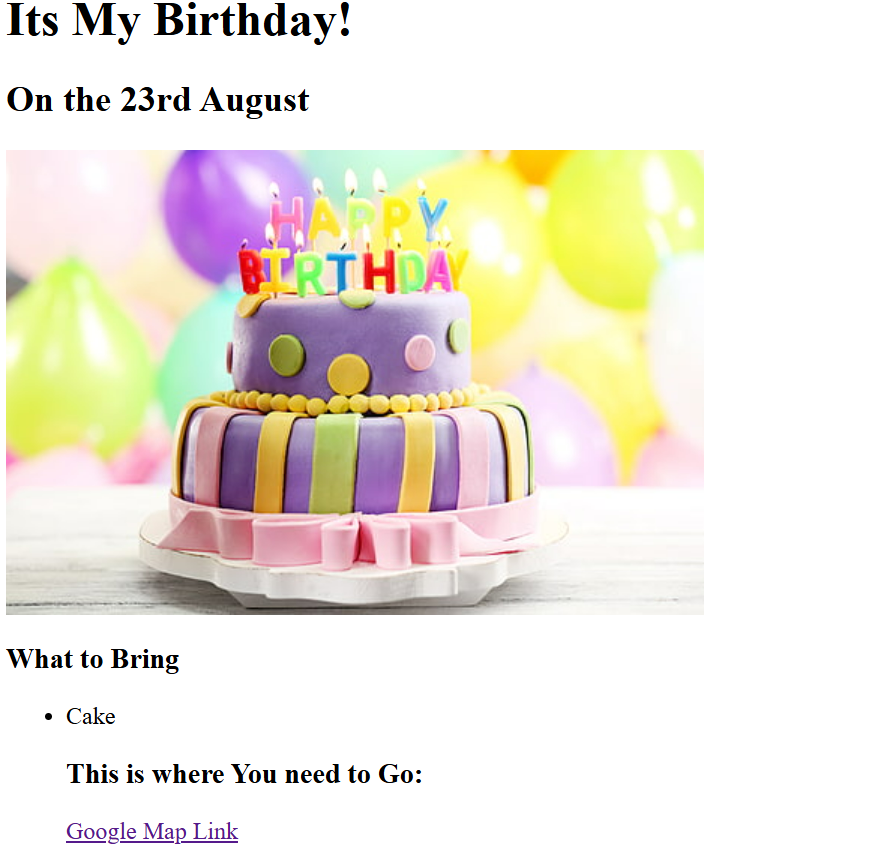 Its My Birthday!
On the 23rd August
HAPPY
BIRTHDAY
What to Bring
Cake
This is where You need to Go:
Google Map Link